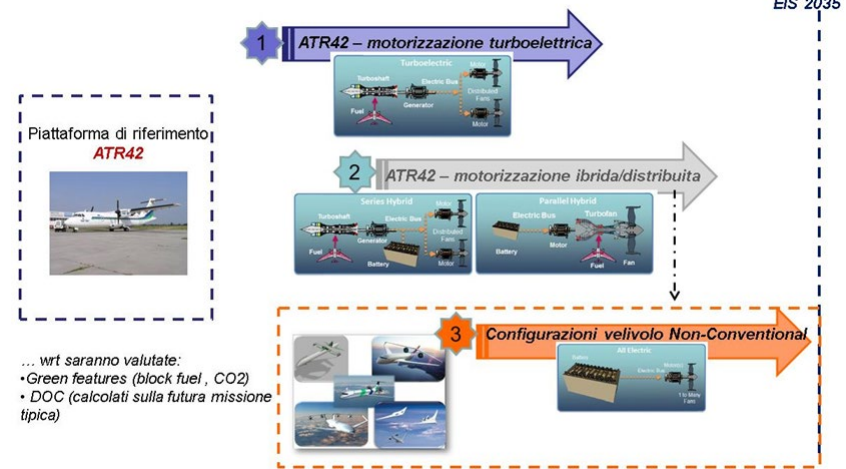 EIS 2035
1
ATR42 – motorizzazione turboelettrica
Turboelectric
Motor
Turboshaft
Electric Bus
Distributed
Fans
Generator
Fuel
Motor
Piattaforma di riferimento
ATR42
2
ATR42 – motorizzazione ibrida/distribuita
Series Hybrid
Motor
Turboshaft
Electric Bus
Distributed
Fans
Generator
Fuel
Battery
Motor
Parallel Hybrid
Electric Bus
Turbofan
Battery
Motor
Fuel
Fan
3
Configurazioni velivolo Non-Conventional
All Electric
Battery
Electric Bus
Motor(s)
1 to Many
Fans
… wrt saranno valutate:
•Green features (block fuel , CO2)
• DOC (calcolati sulla futura missione
tipica)